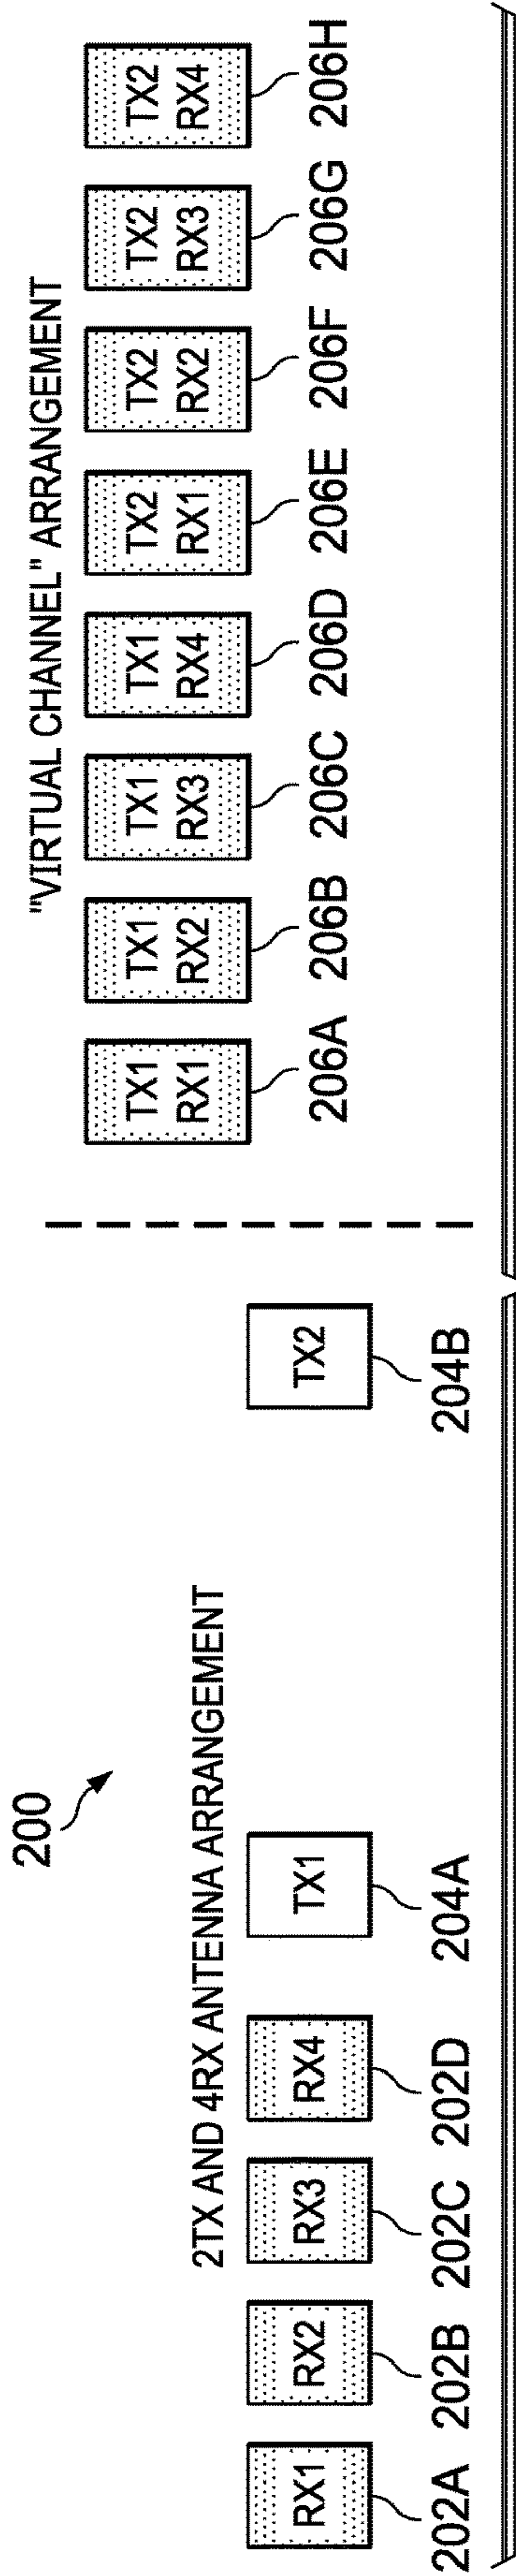 200
2TX AND 4RX ANTENNA ARRANGEMENT
RX1
RX2
RX3
RX4
TX1
TX2
202A
202B
202C
202D
204A
204B
"VIRTUAL CHANNEL" ARRANGEMENT
TX1
RX1
TX1
RX2
TX1
RX3
TX1
RX4
TX2
RX1
TX2
RX2
TX2
RX3
TX2
RX4
206A
206B
206C
206D
206E
206F
206G
206H